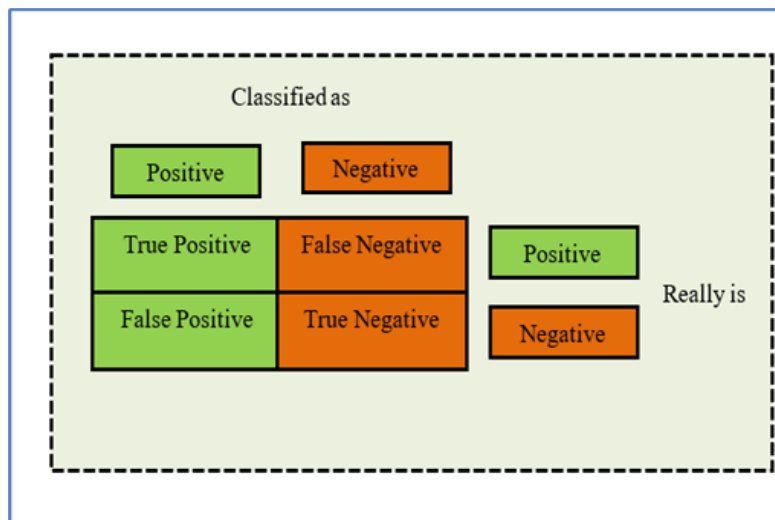 Classified as
Positive
Negative
True Positive
False Negative
Positive
Really is
False Positive
True Negative
Negative